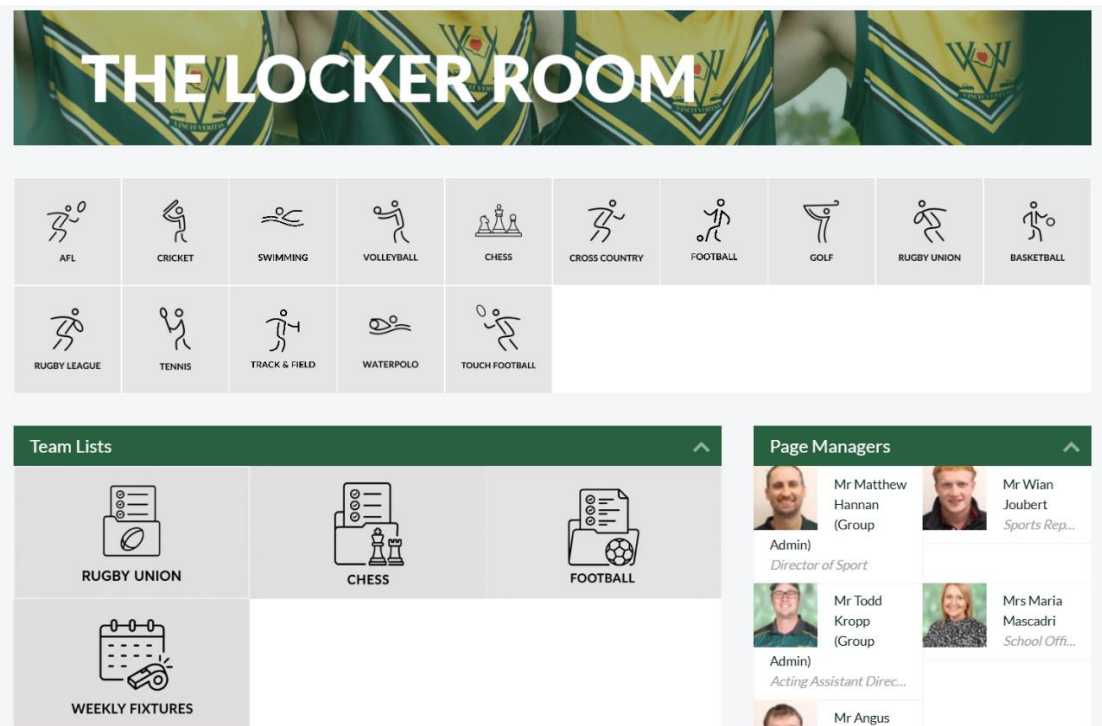 THE LOCKER ROOM
AFL
CRICKET
SWIMMING
VOLLEYBALL
CHESS
CROSS COUNTRY
FOOTBALL
GOLF
RUGBY UNION
BASKETBALL
RUGBY LEAGUE
TENNIS
TRACK & FIELD
WATERPOLO
TOUCH FOOTBALL
Team Lists
RUGBY UNION
CHESS
FOOTBALL
WEEKLY FIXTURES
Page Managers
Mr Matthew
Hannan
(Group
Admin)
Director of Sport
Mr Wian
Joubert
Sports Rep...
Mr Todd
Kropp
(Group
Admin)
Acting Assistant Direc...
Mrs Maria
Mascadri
School Offi...
Mr Angus